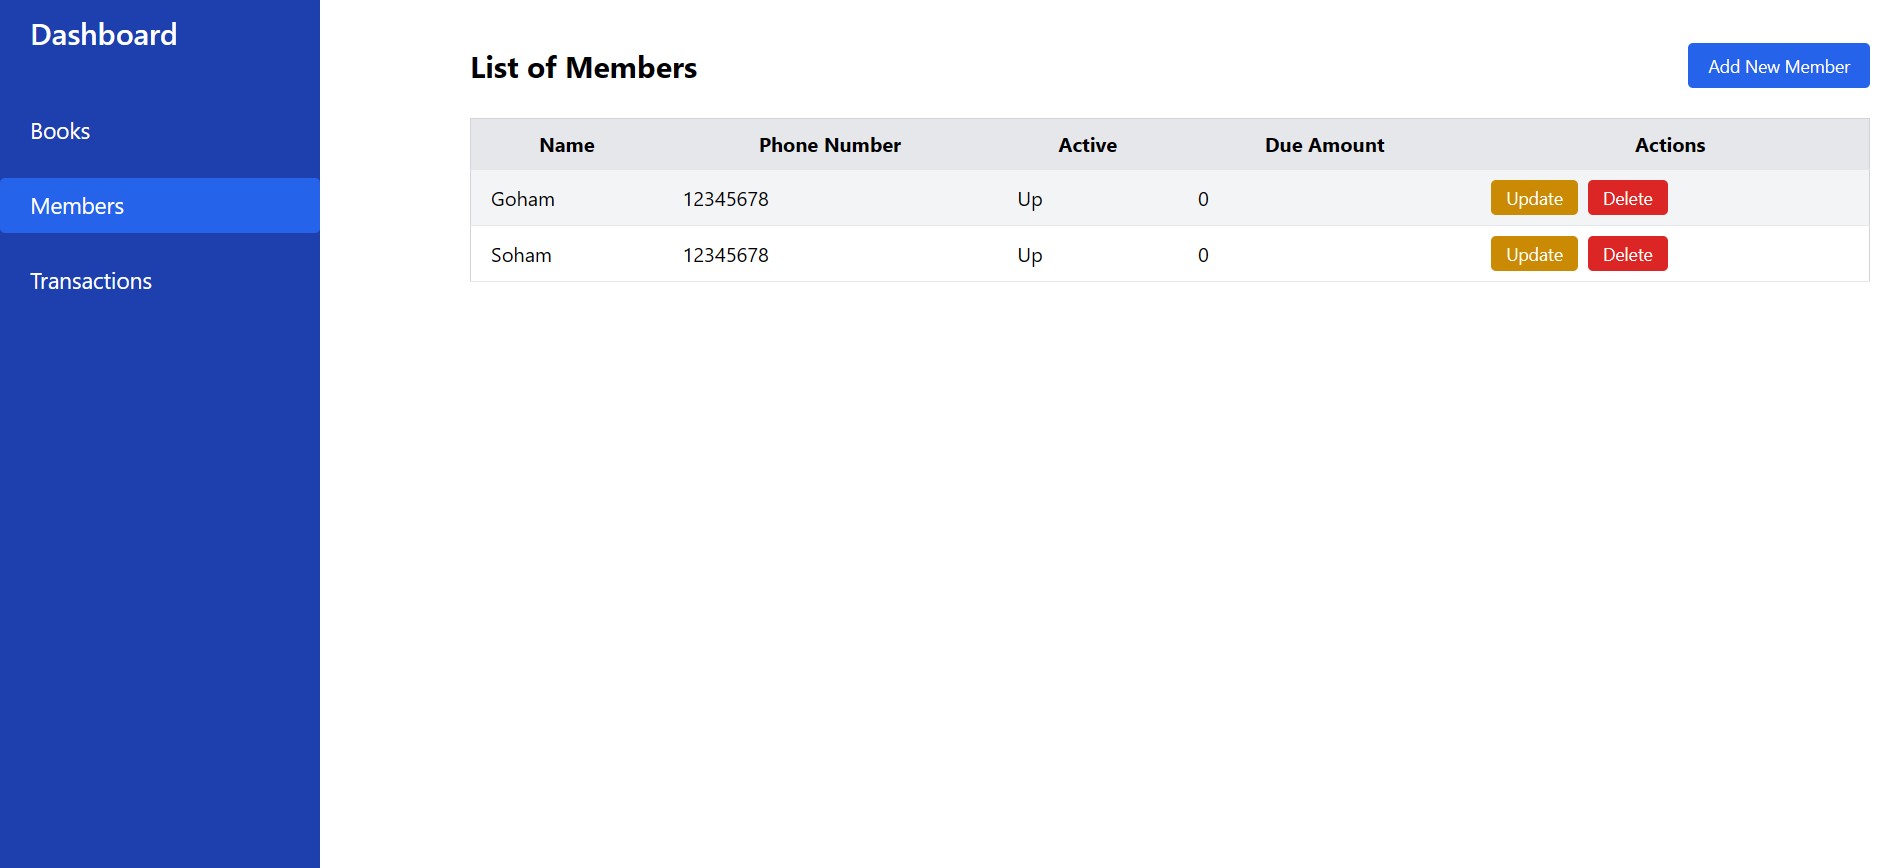 Dashboard
Books
Members
Transactions
List of Members
Add New Member
Name Phone Number Active Due Amount Actions
Goham 12345678 Up 0 Update Delete
Soham 12345678 Up 0 Update Delete